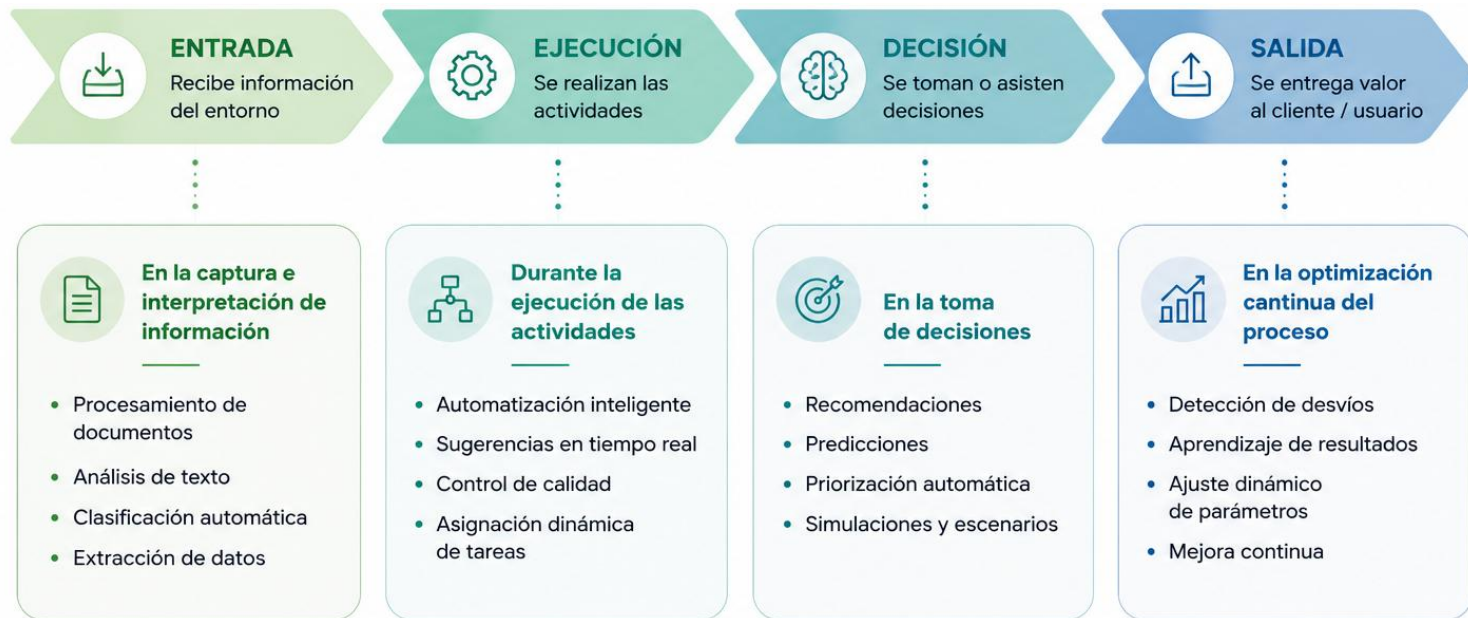 ENTRADA
Recibe información
del entorno
EJECUCIÓN
Se realizan las
actividades
DECISIÓN
Se toman o asisten
decisiones
SALIDA
Se entrega valor
al cliente / usuario
En la captura e
interpretación de
información
• Procesamiento de
documentos
• Análisis de texto
• Clasificación automática
• Extracción de datos
Durante la
ejecución de las
actividades
• Automatización inteligente
• Sugerencias en tiempo real
• Control de calidad
• Asignación dinámica
de tareas
En la toma
de decisiones
• Recomendaciones
• Predicciones
• Priorización automática
• Simulaciones y escenarios
En la optimización
cantinua del
proceso
• Detección de desvíos
• Aprendizaje de resultados
• Ajuste dinámico
de parámetros
• Mejora continua